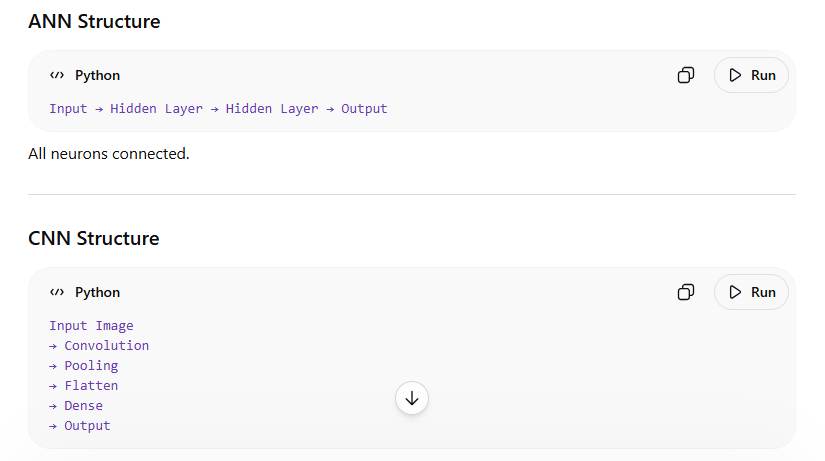 ANN Structure
Python
Run
Input → Hidden Layer → Hidden Layer → Output
All neurons connected.
CNN Structure
Python
Run
Input Image
→ Convolution
→ Pooling
→ Flatten
→ Dense
→ Output